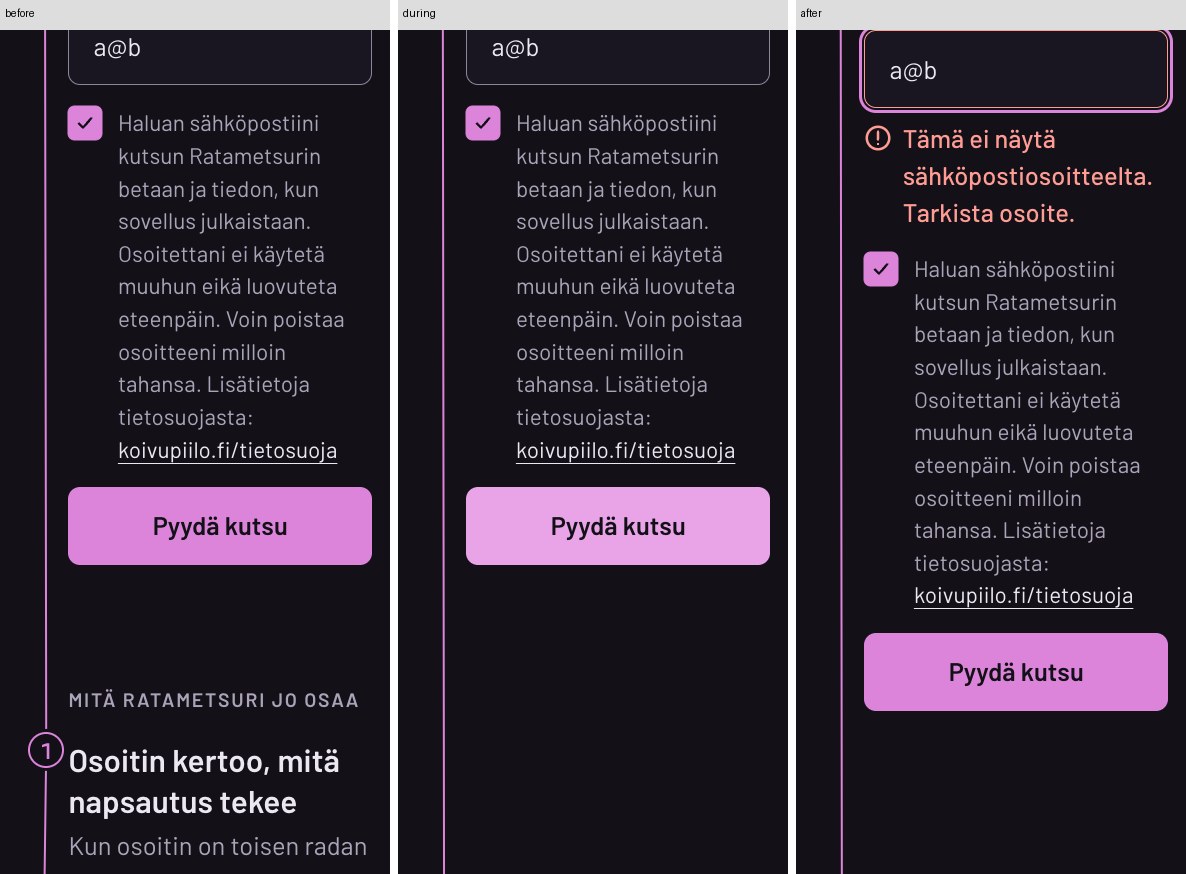 before
a@b
Haluan sähköpostiini
kutsun Ratametsurin
betaan ja tiedon, kun
sovellus julkaistaan.
Osoitettani ei käytetä
muuhun eikä luovuteta
eteenpäin. Voin poistaa
osoitteeni milloin
tahansa. Lisätietoja
tietosuojasta:
koivupiilo.fi/tietosuoja
Pyydä kutsu
MITÄ RATAMETSURI JO OSAA
1
Osoitin kertoo, mitä
napsautus tekee
Kun osoitin on toisen radan
during
a@b
Haluan sähköpostiini
kutsun Ratametsurin
betaan ja tiedon, kun
sovellus julkaistaan.
Osoitettani ei käytetä
muuhun eikä luovuteta
eteenpäin. Voin poistaa
osoitteeni milloin
tahansa. Lisätietoja
tietosuojasta:
koivupiilo.fi/tietosuoja
Pyydä kutsu
after
a@b
Tämä ei näytä
sähköpostiosoitteelta.
Tarkista osoite.
Haluan sähköpostiini
kutsun Ratametsurin
betaan ja tiedon, kun
sovellus julkaistaan.
Osoitettani ei käytetä
muuhun eikä luovuteta
eteenpäin. Voin poistaa
osoitteeni milloin
tahansa. Lisätietoja
tietosuojasta:
koivupiilo.fi/tietosuoja
Pyydä kutsu